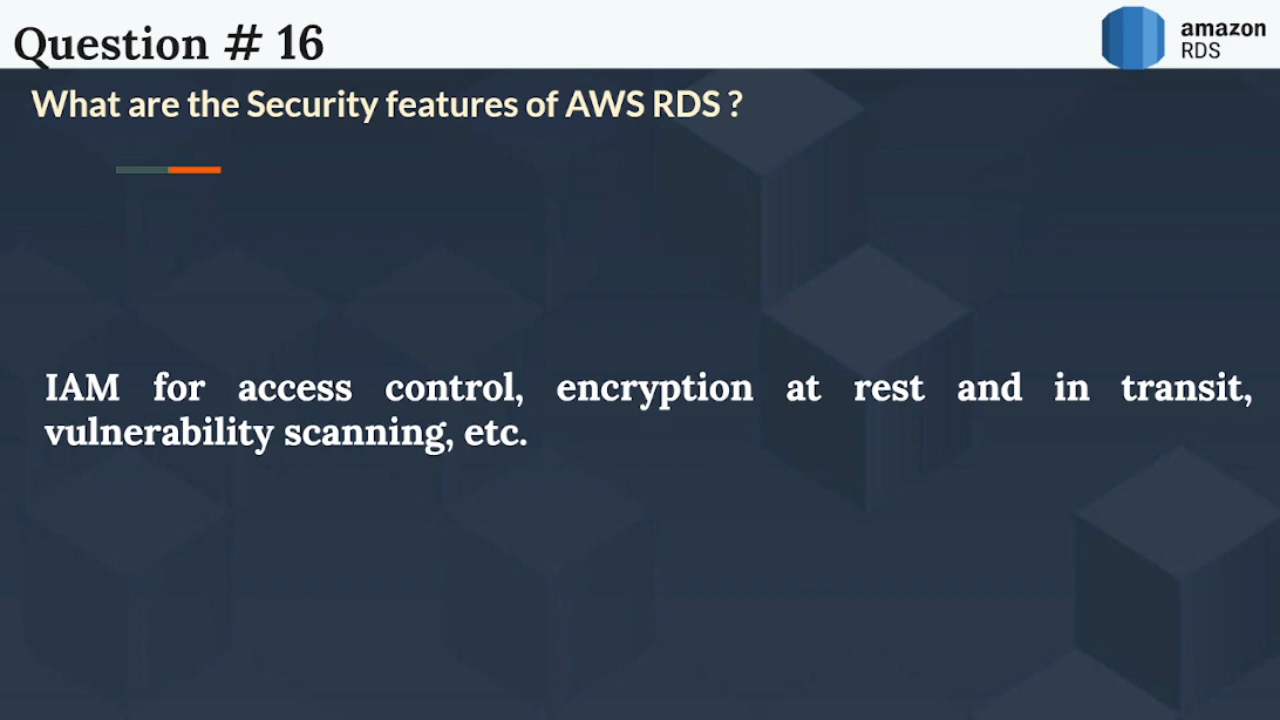 Question # 16
amazon
RDS
What are the Security features of AWS RDS ?
IAM for access control, encryption at rest and in transit,
vulnerability scanning, etc.